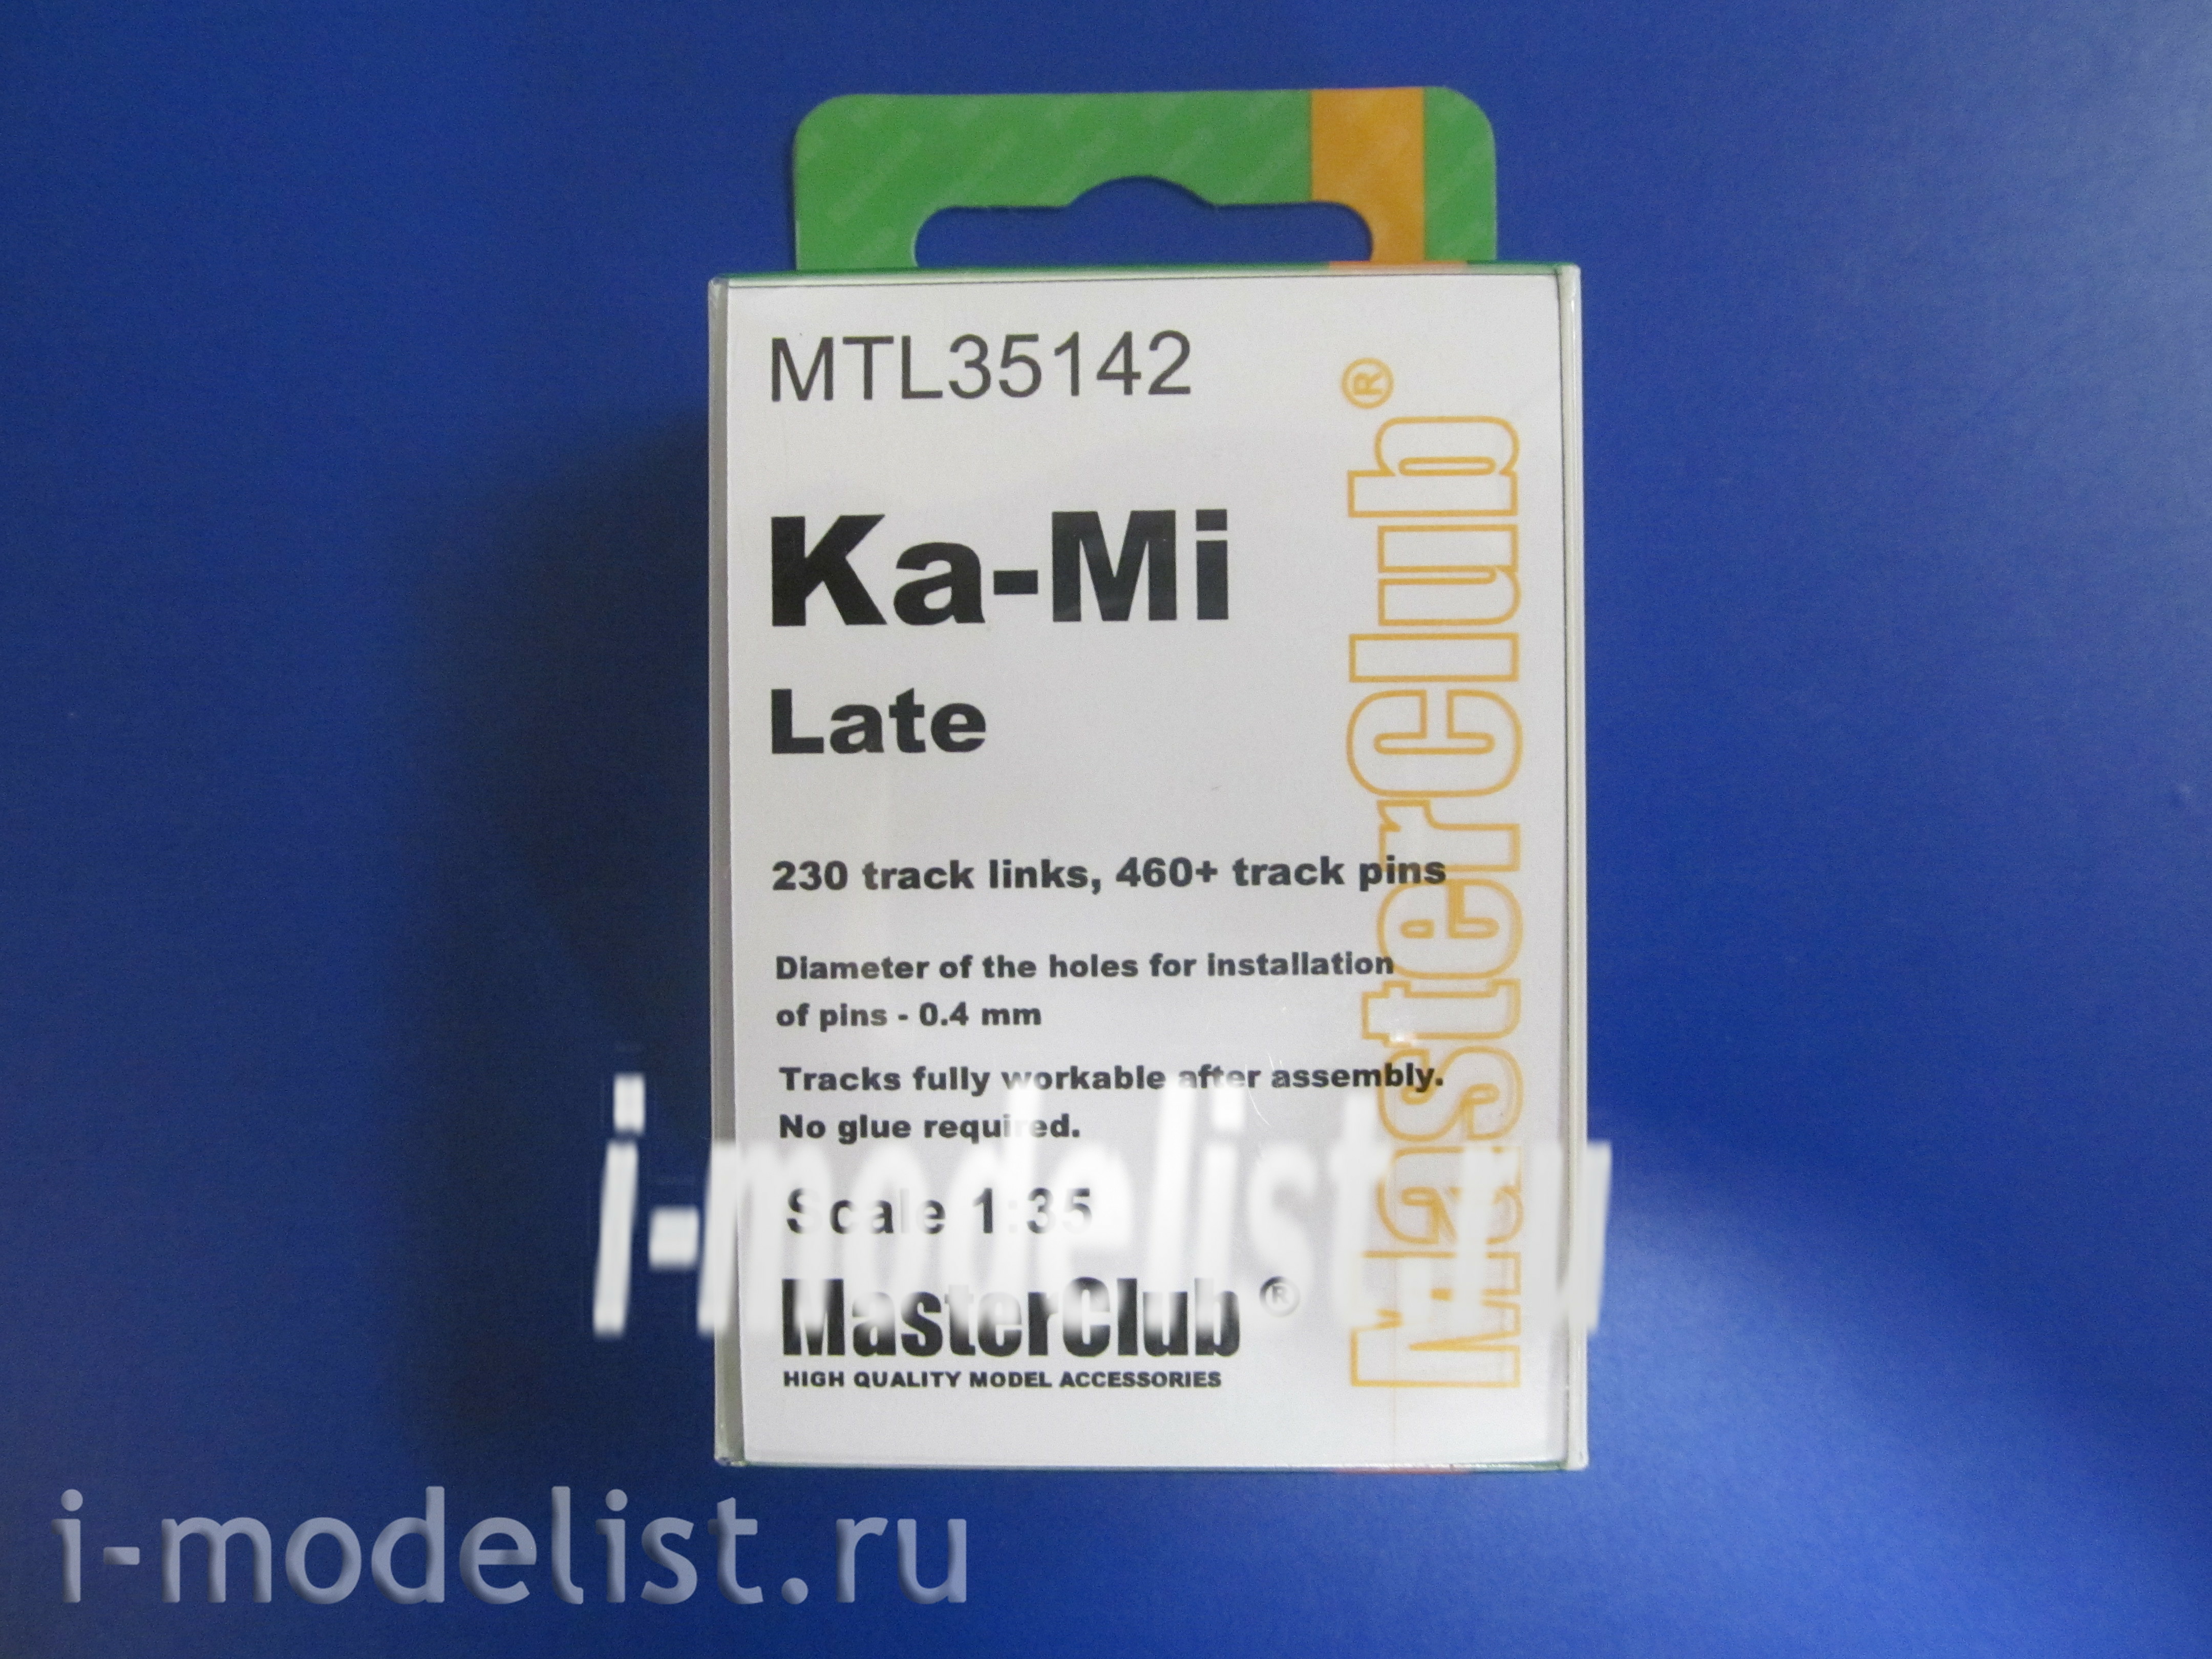 MTL35142
Ka-Mi
Late
230 track links, 460+ track pins
Diameter of the holes for installation
of pins - 0.4 mm
Tracks fully workable after assembly.
No glue required.
Scale 1:35
MasterClub ®
HIGH QUALITY MODEL ACCESSORIES
MasterClub ®
i-modelist.ru
i-modelist.ru